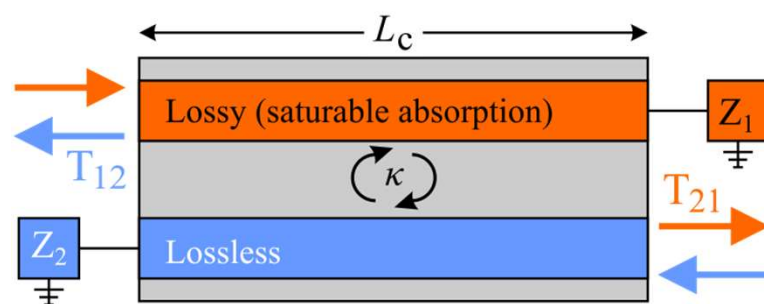 L_c
Lossy (saturable absorption)
Z_1
T_12
κ
T_21
Z_2
Lossless